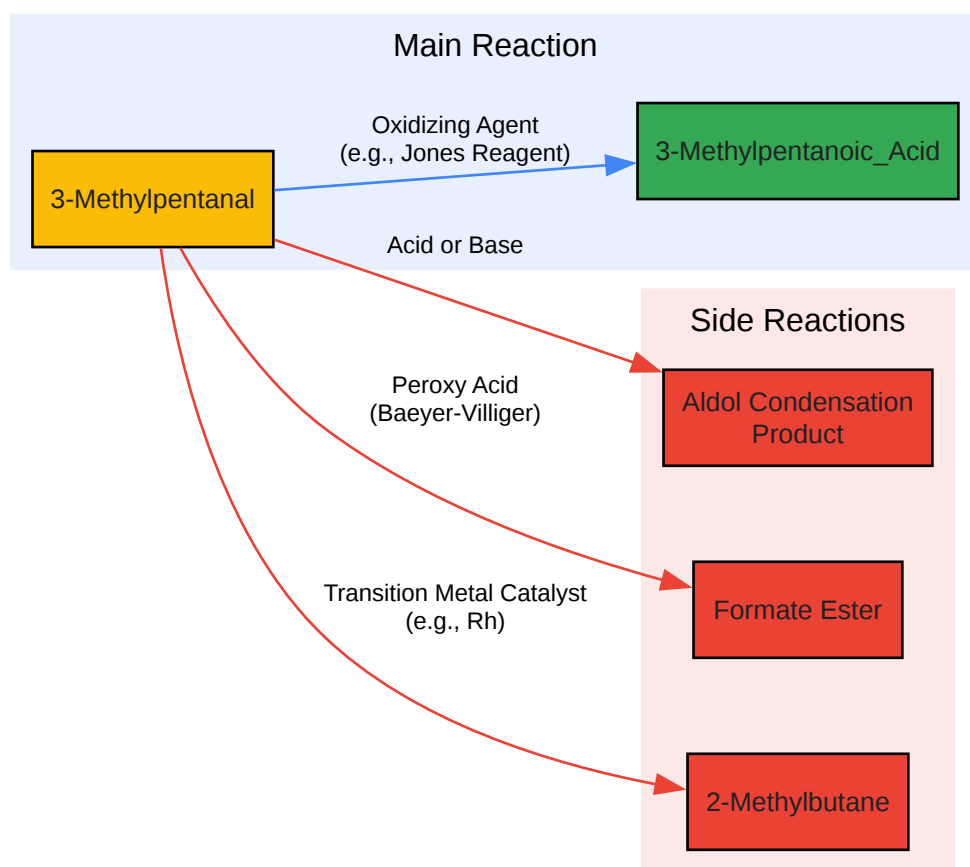 Main Reaction
Oxidizing Agent
(e.g., Jones Reagent)
3-Methylpentanoic_Acid
3-Methylpentanal
Acid or Base
Side Reactions
Aldol Condensation
Product
Peroxy Acid
(Baeyer-Villiger)
Formate Ester
Transition Metal Catalyst
(e.g., Rh)
2-Methylbutane